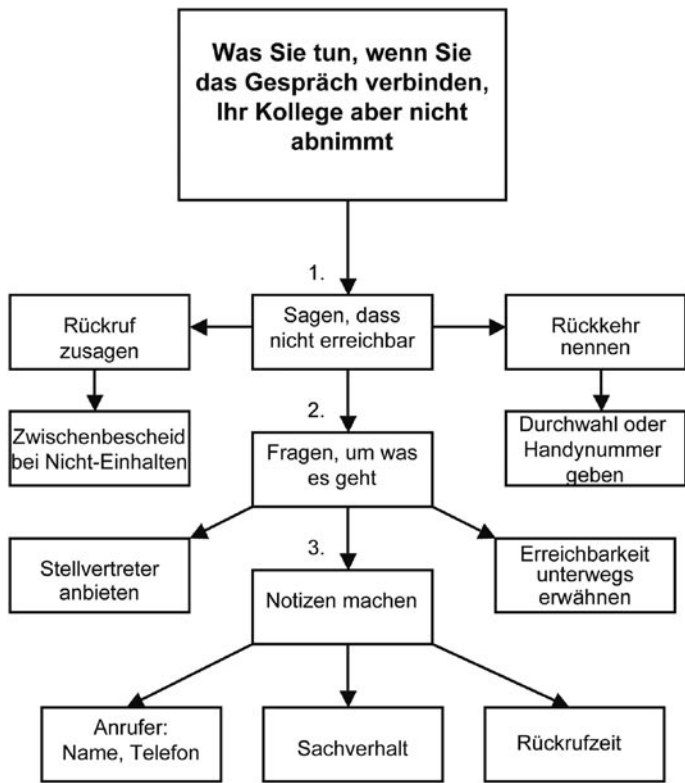 Was Sie tun, wenn Sie
das Gespräch verbinden,
Ihr Kollege aber nicht
abnimmt
1.
Rückruf
zusagen
Sagen, dass
nicht erreichbar
Rückkehr
nennen
2.
Zwischenbescheid
bei Nicht-Einhalten
Fragen, um was
es geht
Durchwahl oder
Handynummer
geben
3.
Stellvertreter
anbieten
Notizen machen
Erreichbarkeit
unterwegs
erwähnen
Anrufer:
Name, Telefon
Sachverhalt
Rückrufzeit